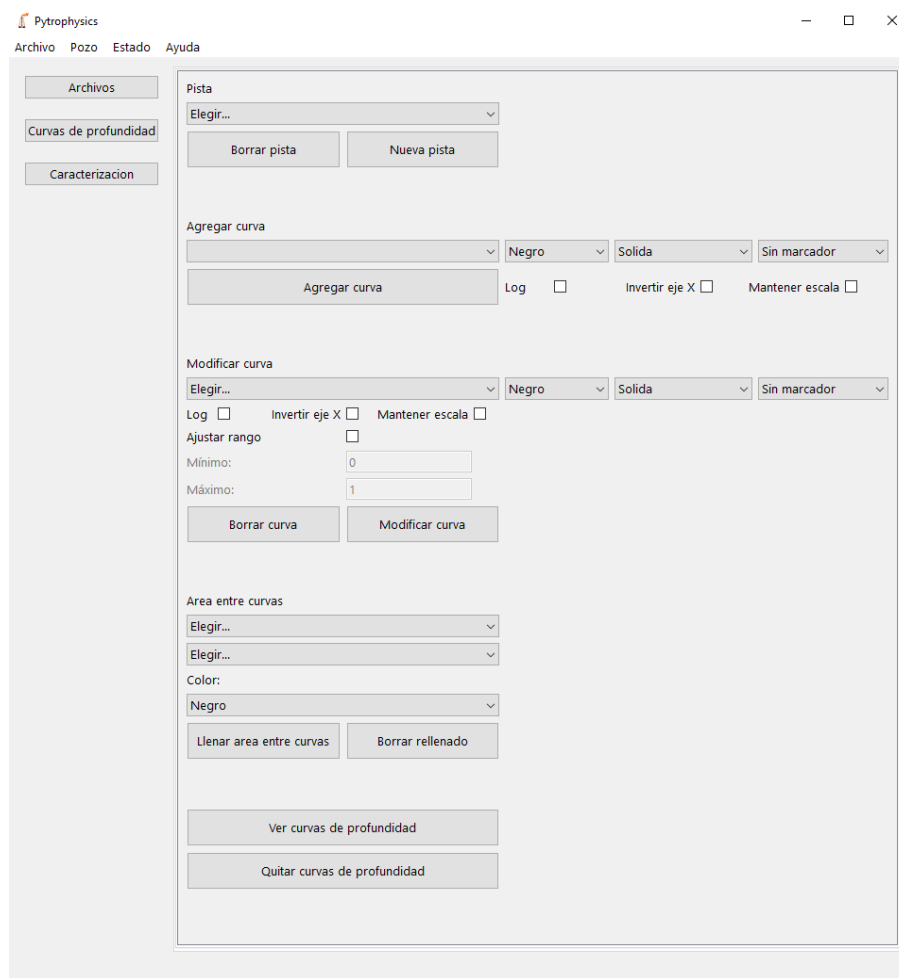 Pytrophysics
Archivo Pozo Estado Ayuda
Archivos
Curvas de profundidad
Caracterizacion
Pista
Elegir...
Borrar pista Nueva pista
Agregar curva
Negro Solida Sin marcador
Agregar curva Log Invertir eje X Mantener escala
Modificar curva
Elegir... Negro Solida Sin marcador
Log Invertir eje X Mantener escala
Ajustar rango
Mínimo: 0
Máximo: 1
Borrar curva Modificar curva
Area entre curvas
Elegir...
Elegir...
Color:
Negro
Llenar area entre curvas Borrar rellenado
Ver curvas de profundidad
Quitar curvas de profundidad